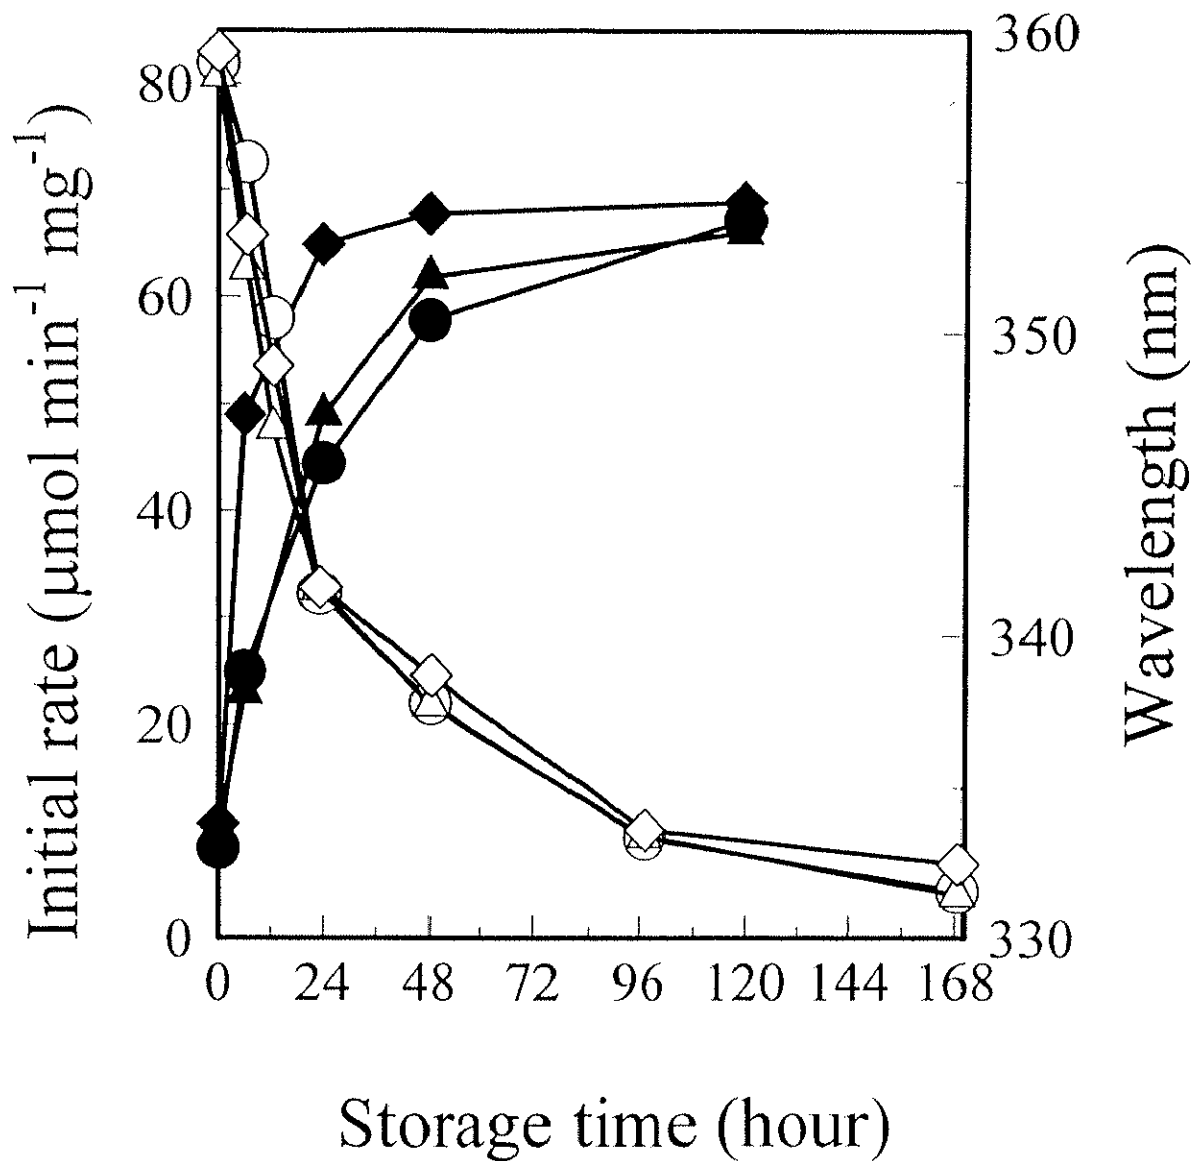 Initial rate (μmol min-1 mg-1)
80
60
40
20
0
360
350
340
330
Wavelength (nm)
0 24 48 72 96 120 144 168
Storage time (hour)